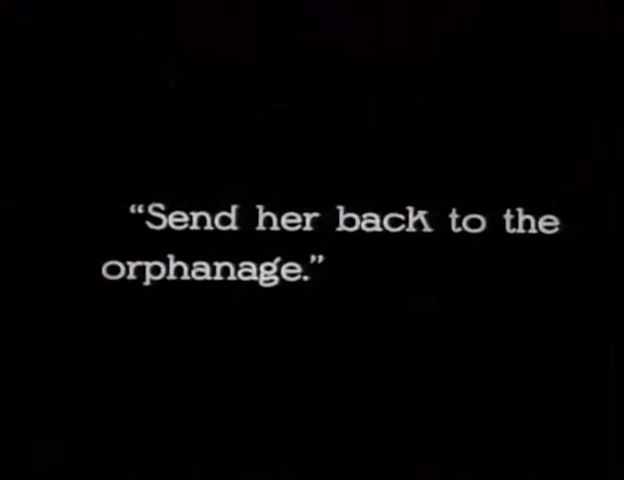 “Send her back to the
orphanage.”